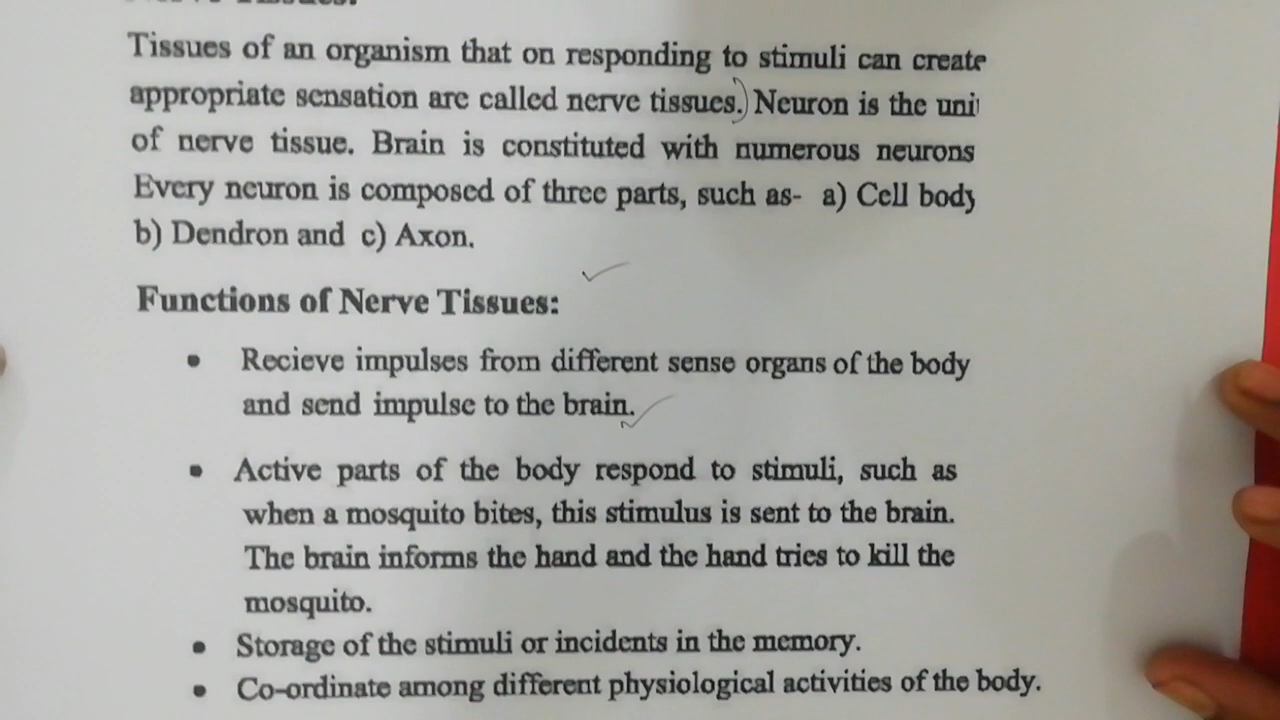 Nerve Tissues:
Tissues of an organism that on responding to stimuli can create
appropriate sensation are called nerve tissues. Neuron is the unit
of nerve tissue. Brain is constituted with numerous neurons
Every neuron is composed of three parts, such as- a) Cell body
b) Dendron and c) Axon.
Functions of Nerve Tissues:
• Recieve impulses from different sense organs of the body
and send impulse to the brain.
• Active parts of the body respond to stimuli, such as
when a mosquito bites, this stimulus is sent to the brain.
The brain informs the hand and the hand tries to kill the
mosquito.
• Storage of the stimuli or incidents in the memory.
• Co-ordinate among different physiological activities of the body.